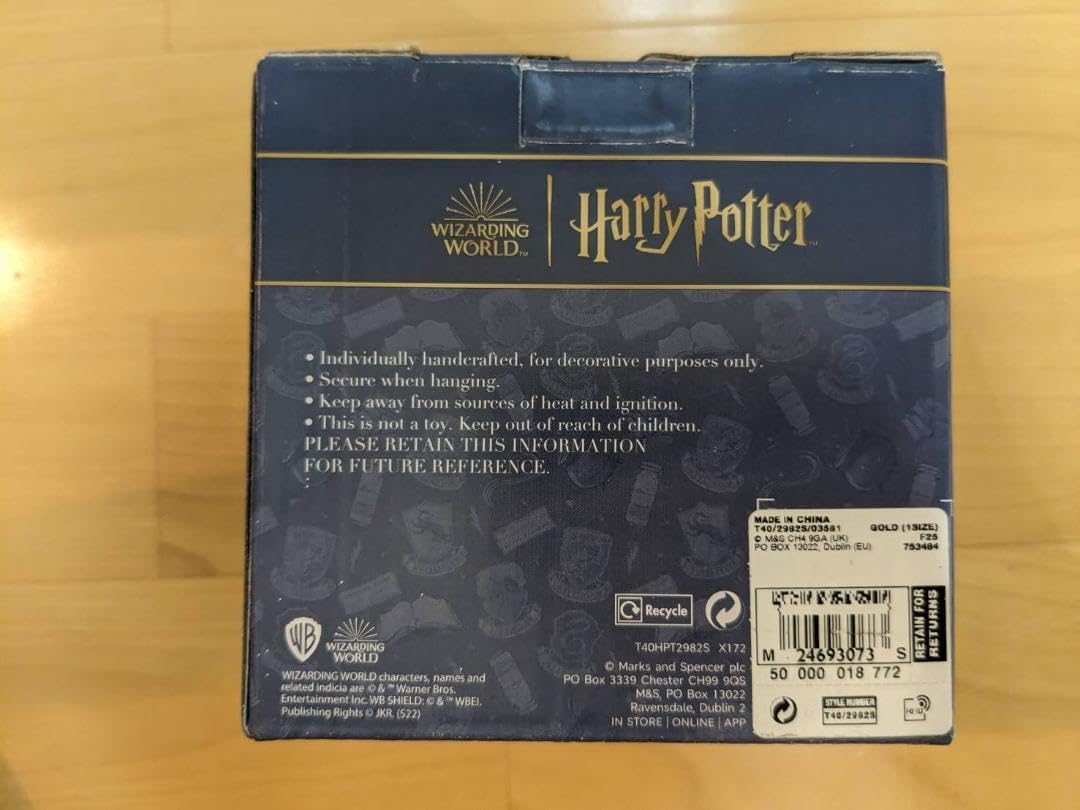 WIZARDING
WORLD™
Harry Potter™
• Individually handcrafted, for decorative purposes only.
• Secure when hanging.
• Keep away from sources of heat and ignition.
• This is not a toy. Keep out of reach of children.
PLEASE RETAIN THIS INFORMATION
FOR FUTURE REFERENCE.
WB
WIZARDING
WORLD
WIZARDING WORLD characters, names and
related indicia are © & ™ Warner Bros.
Entertainment Inc. WB SHIELD: © & ™ WBEI.
Publishing Rights © JKR. (S22)
Recycle
T40HPT2982S X172
© Marks and Spencer plc
PO Box 3339 Chester CH99 9QS
M&S, PO Box 13022
Ravensdale, Dublin 2
IN STORE | ONLINE | APP
MADE IN CHINA
T40/2982S/03581 GOLD (1SIZE)
© M&S CH4 9GA (UK) F25
PO BOX 13022, Dublin (EU) 753484
M 24693073 S
50 000 018 772
RETAIN FOR
RETURNS
STYLE NUMBER
T40/2982S
RFID